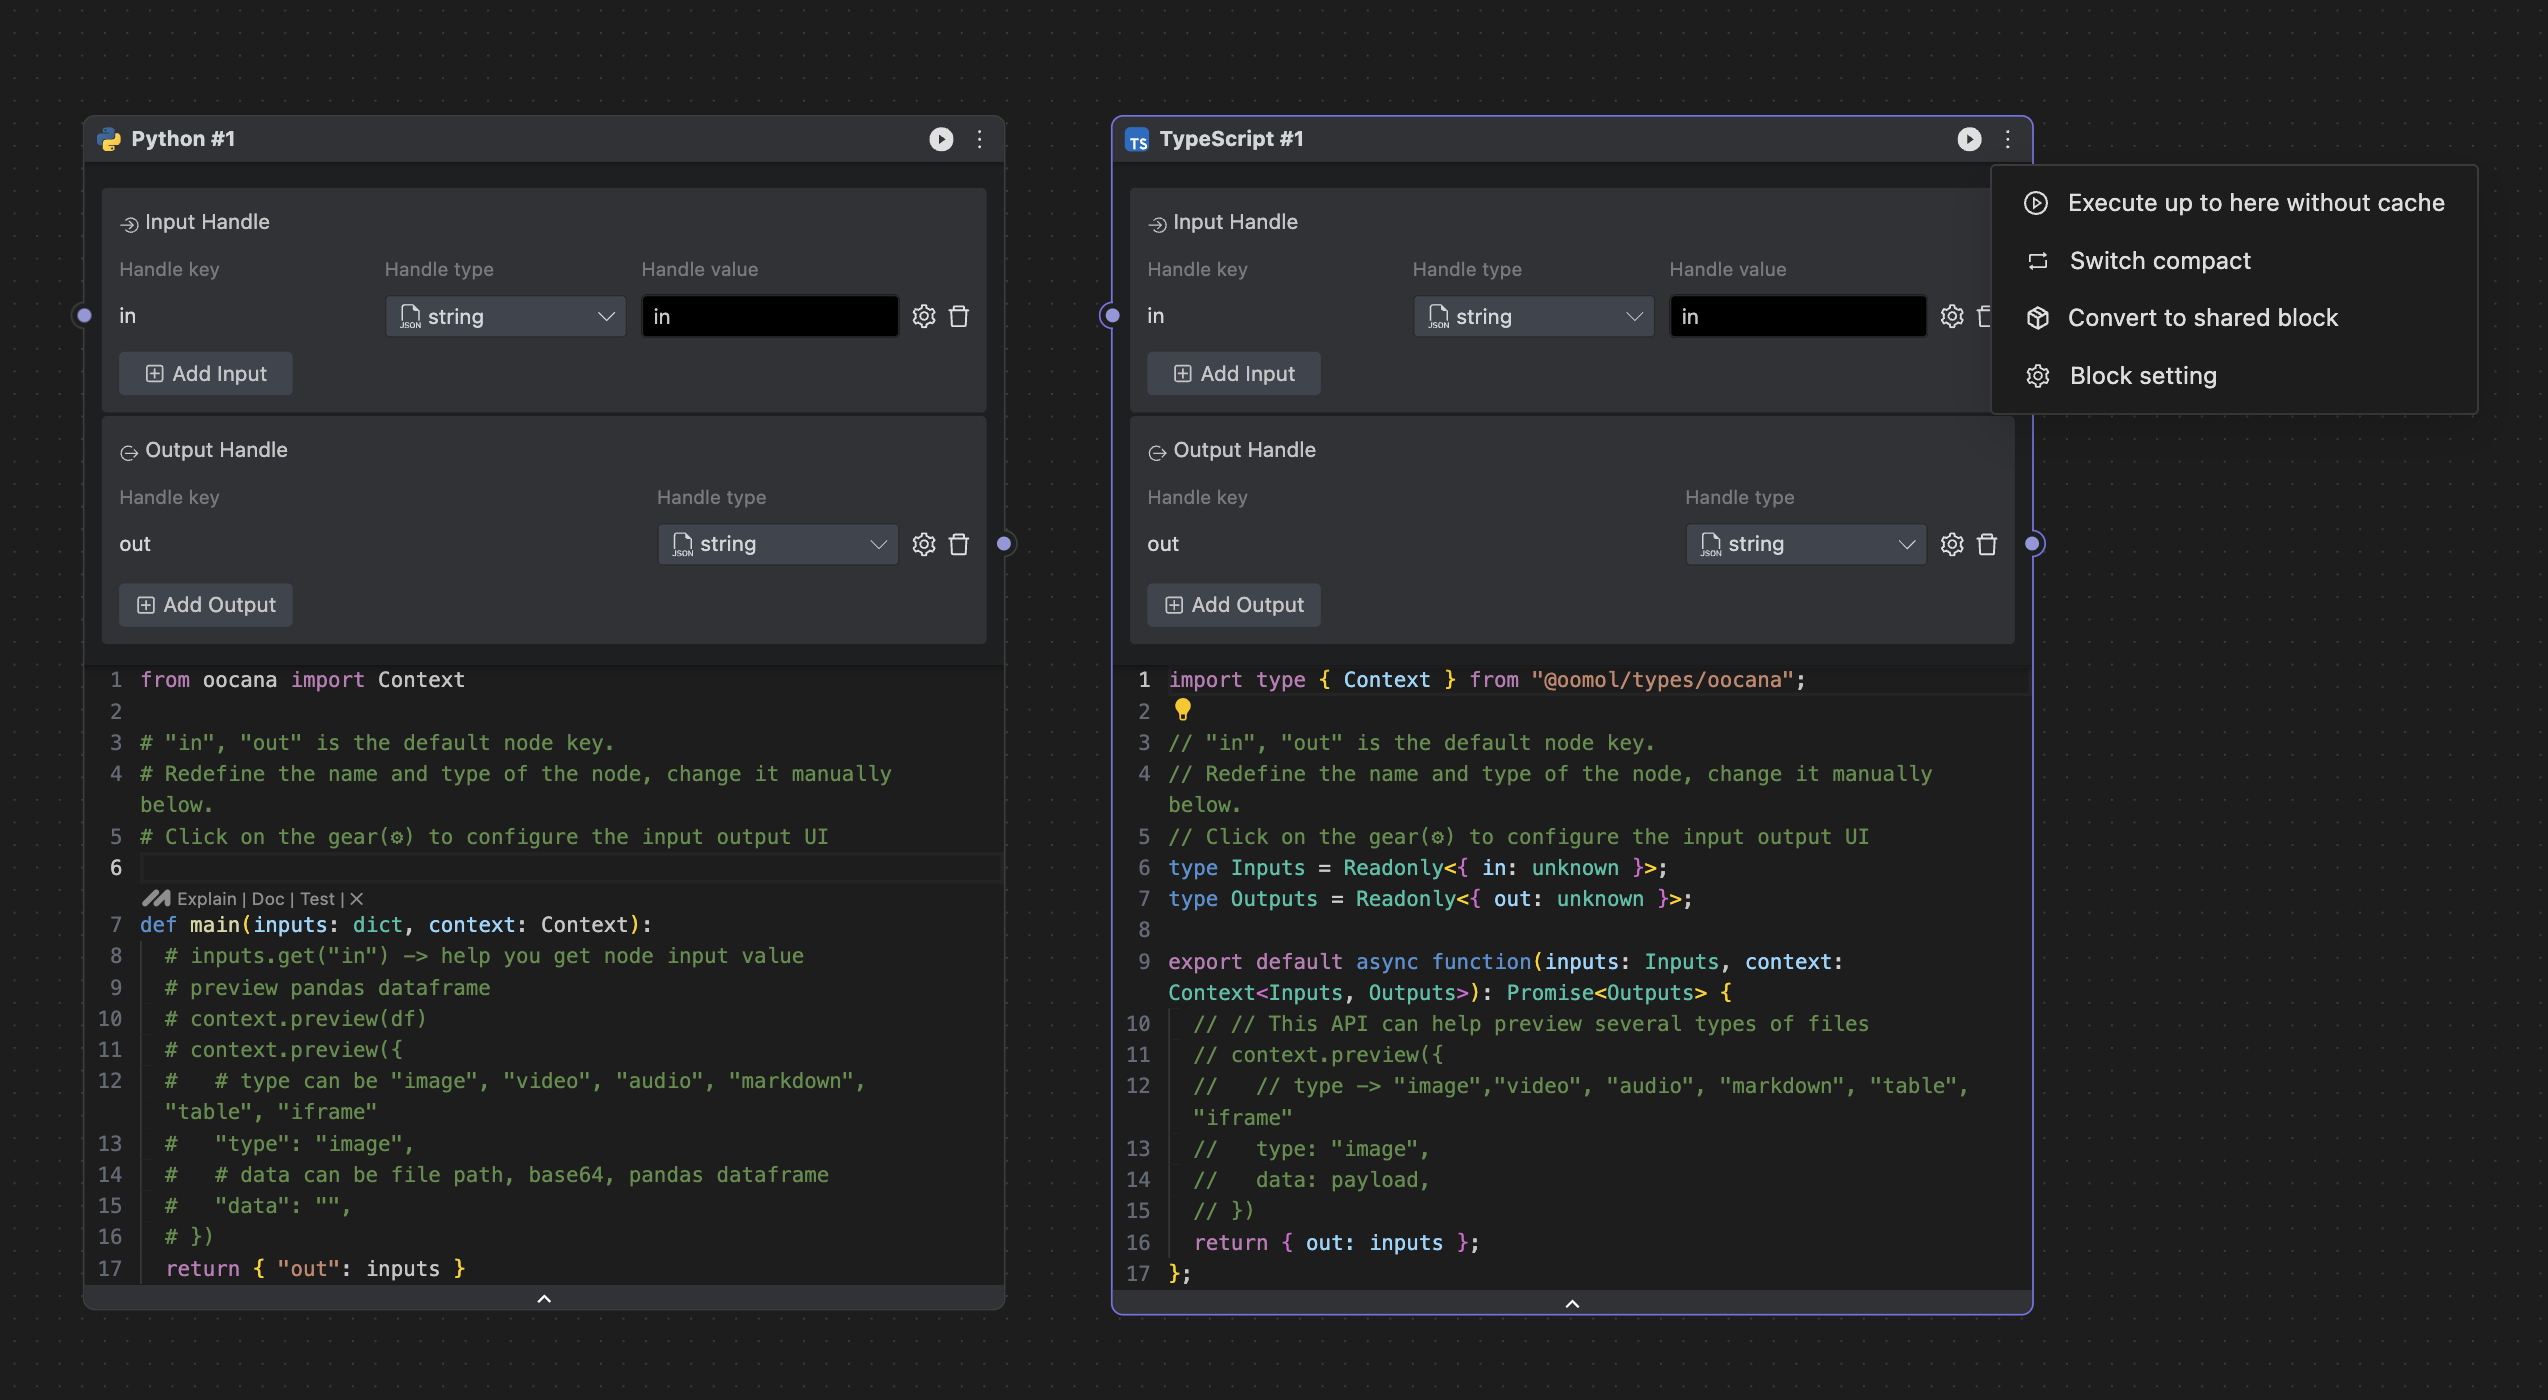 Python #1
Input Handle
Handle key Handle type Handle value
in JSON string in
Add Input
Output Handle
Handle key Handle type
out JSON string
Add Output
1 from oocana import Context
2
3 # "in", "out" is the default node key.
4 # Redefine the name and type of the node, change it manually
below.
5 # Click on the gear(⚙) to configure the input output UI
6
Explain | Doc | Test | X
7 def main(inputs: dict, context: Context):
8 # inputs.get("in") -> help you get node input value
9 # preview pandas dataframe
10 # context.preview(df)
11 # context.preview({
12 #   # type can be "image", "video", "audio", "markdown",
"table", "iframe"
13 #   "type": "image",
14 #   # data can be file path, base64, pandas dataframe
15 #   "data": "",
16 # })
17 return { "out": inputs }
TS TypeScript #1
Input Handle
Handle key Handle type Handle value
in JSON string in
Add Input
Output Handle
Handle key Handle type
out JSON string
Add Output
1 import type { Context } from "@oomol/types/oocana";
2
3 // "in", "out" is the default node key.
4 // Redefine the name and type of the node, change it manually
below.
5 // Click on the gear(⚙) to configure the input output UI
6 type Inputs = Readonly<{ in: unknown }>;
7 type Outputs = Readonly<{ out: unknown }>;
8
9 export default async function(inputs: Inputs, context:
Context<Inputs, Outputs>): Promise<Outputs> {
10 // // This API can help preview several types of files
11 // context.preview({
12 //   // type -> "image","video", "audio", "markdown", "table",
"iframe"
13 //   type: "image",
14 //   data: payload,
15 // })
16 return { out: inputs };
17 };
Execute up to here without cache
Switch compact
Convert to shared block
Block setting